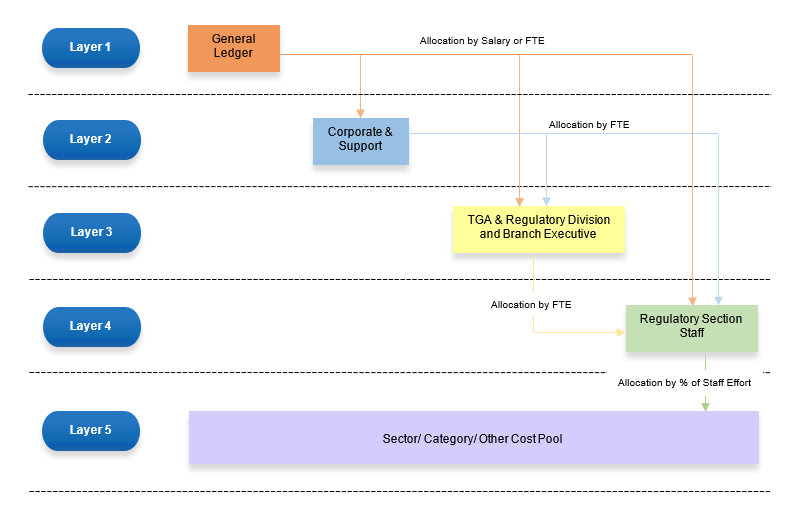 Layer 1
General
Ledger
Allocation by Salary or FTE
Layer 2
Corporate &
Support
Allocation by FTE
Layer 3
TGA & Regulatory Division
and Branch Executive
Allocation by FTE
Layer 4
Regulatory Section
Staff
Allocation by % of Staff Effort
Layer 5
Sector/ Category/ Other Cost Pool